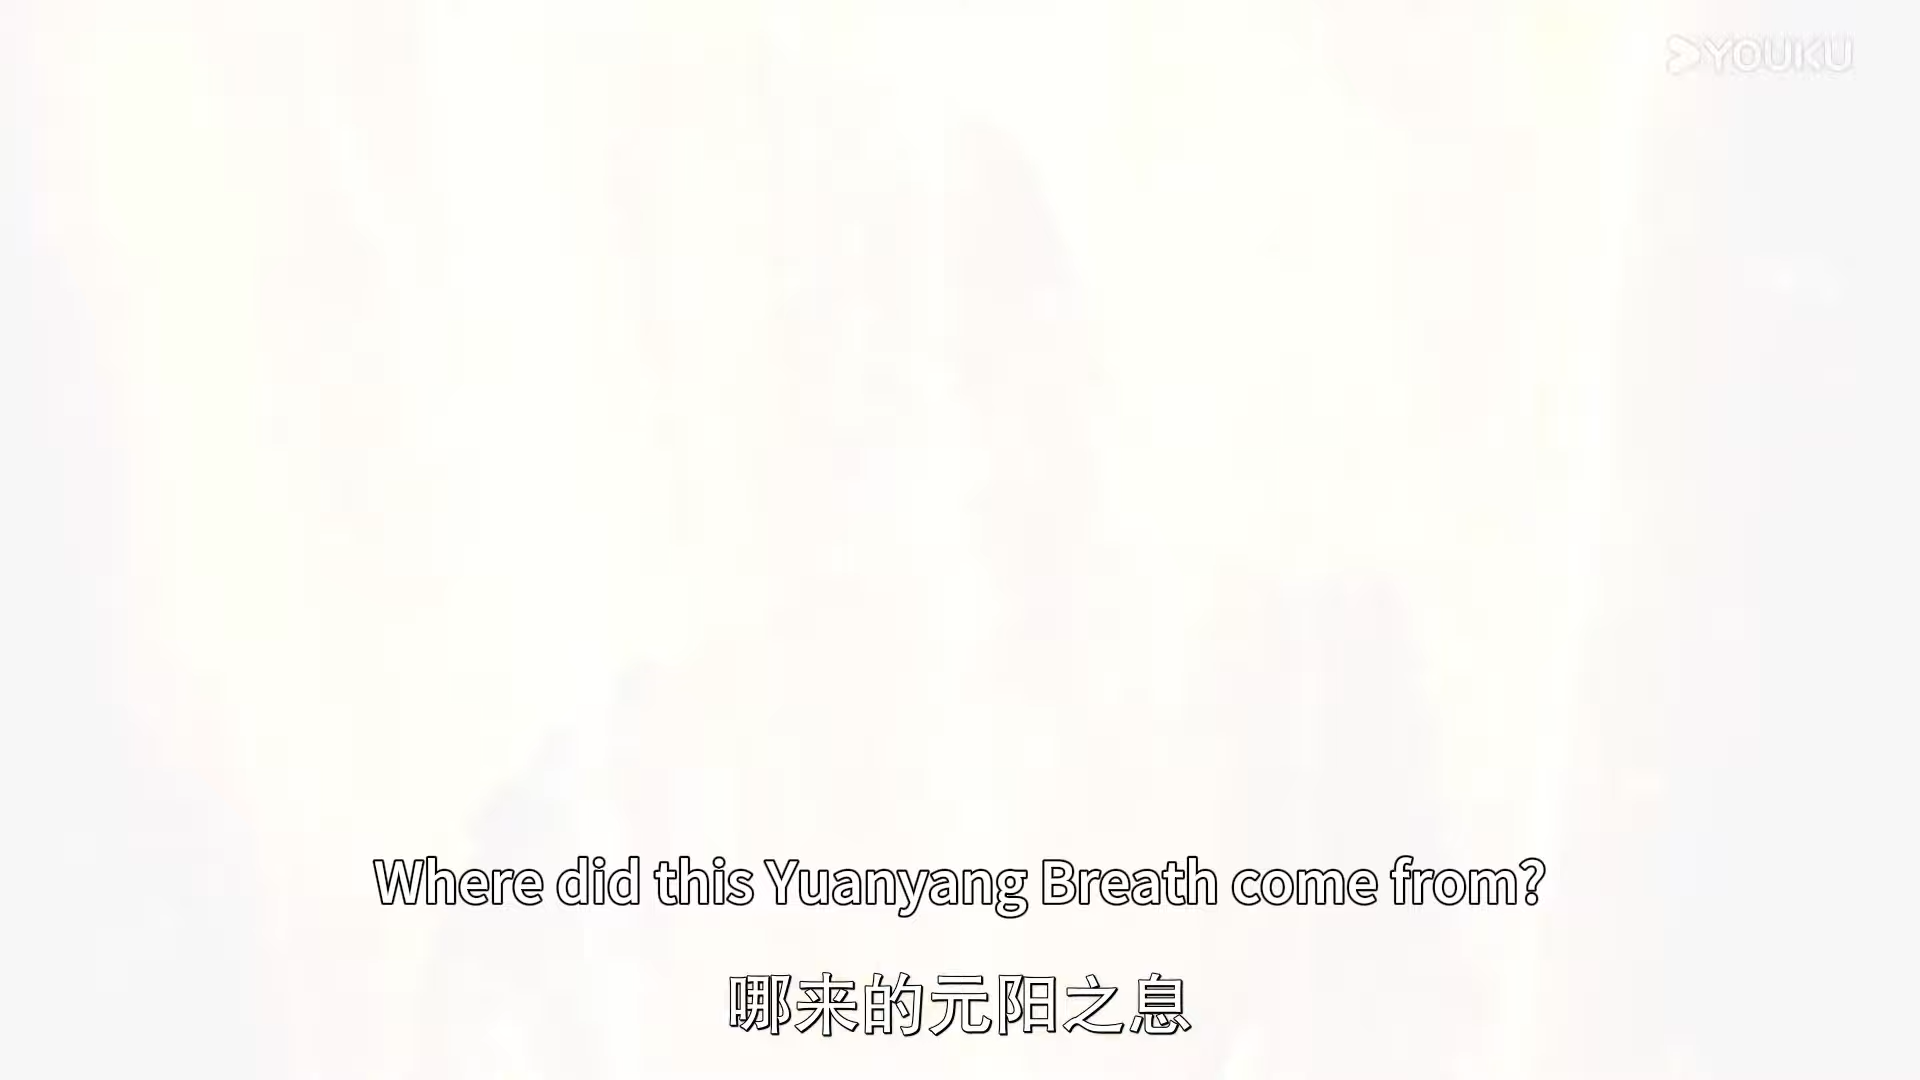 YOUKU
Where did this Yuanyang Breath come from?
哪来的元阳之息